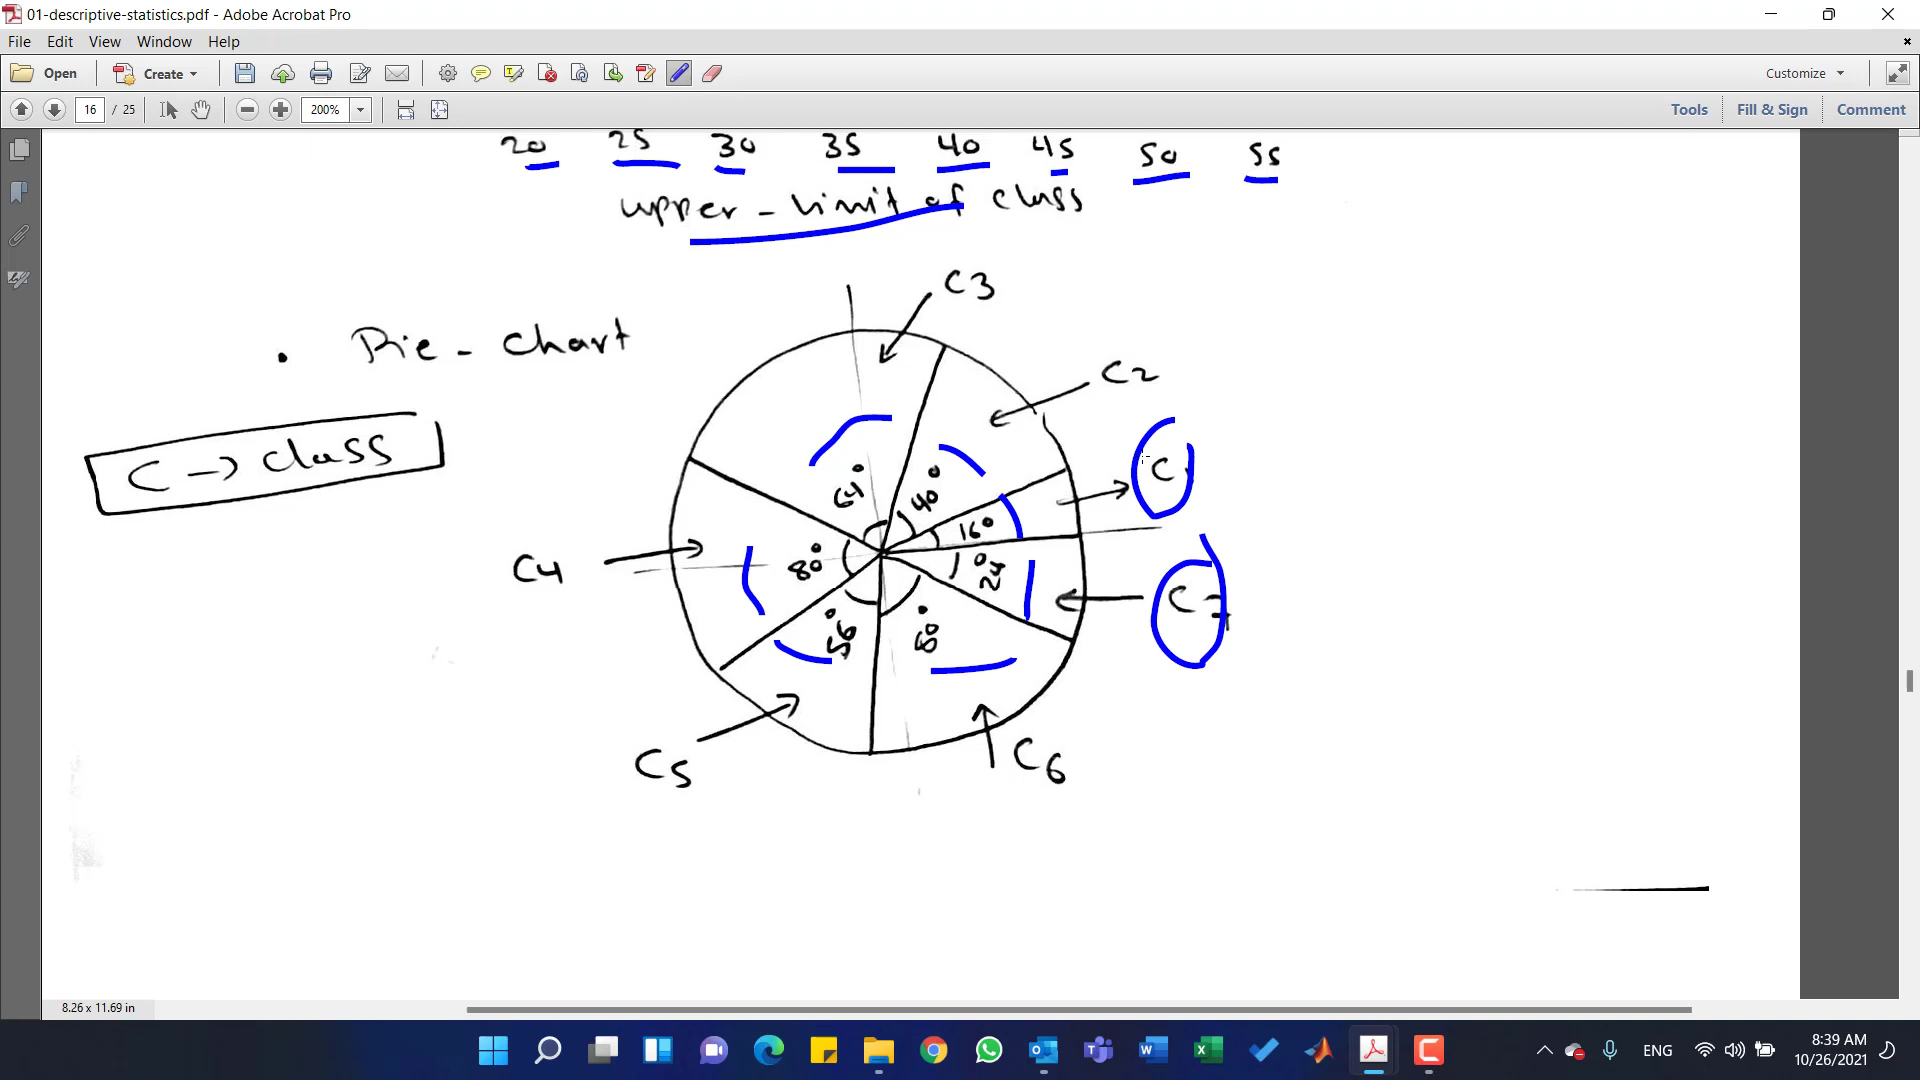 01-descriptive-statistics.pdf - Adobe Acrobat Pro
File Edit View Window Help
Open Create Customize
16 / 25 200% Tools Fill & Sign Comment
20 25 30 35 40 45 50 55
upper-limit of class
C3
• Pie-chart
C2
C → class
C
64° 40°
16°
C4 80° 24 C7
56° 80°
C5 C6
8.26 x 11.69 in
ENG 8:39 AM
10/26/2021